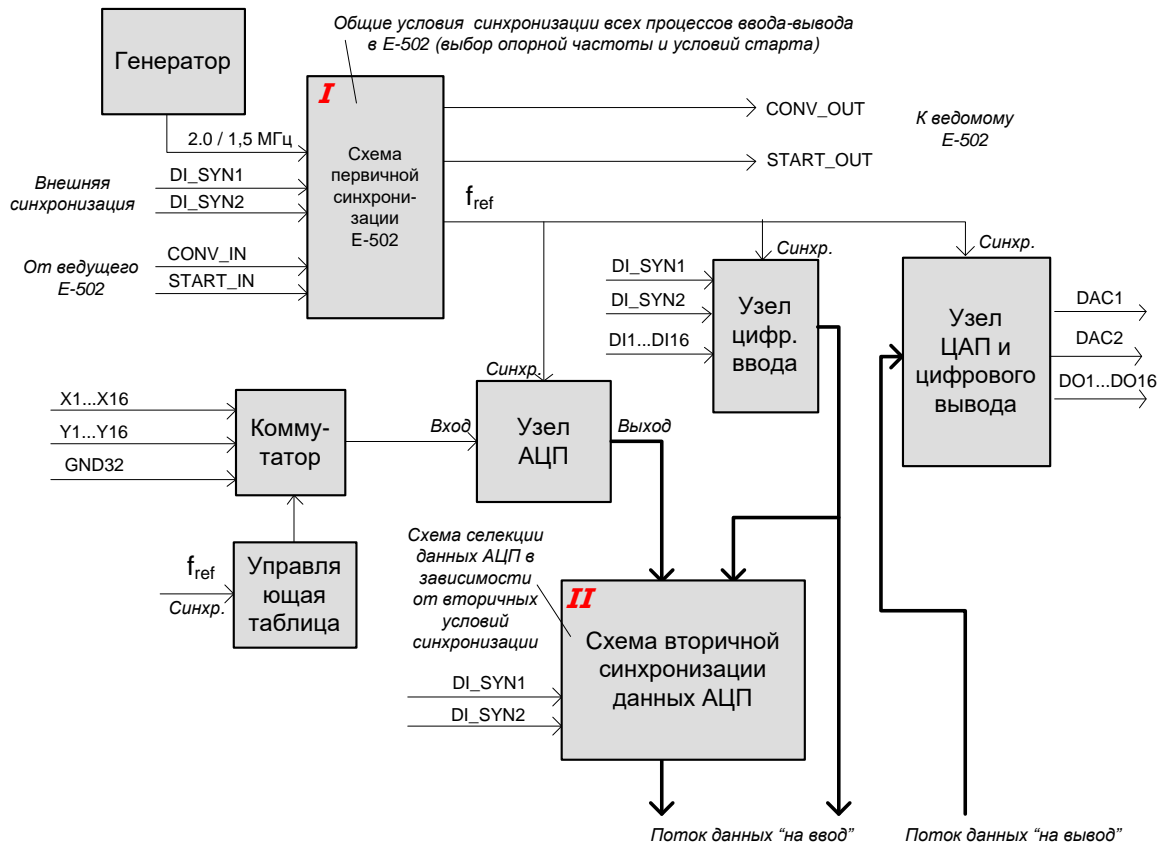 Общие условия синхронизации всех процессов ввода-вывода
в E-502 (выбор опорной частоты и условий старта)
Генератор
I
CONV_OUT
К ведомому
E-502
2.0 / 1,5 МГц
Схема
первичной
синхрони-
зации
E-502
START_OUT
Внешняя
синхронизация
DI_SYN1
DI_SYN2
fref
От ведущего
E-502
CONV_IN
START_IN
Синхр.
Синхр.
DI_SYN1
DI_SYN2
DI1...DI16
Узел
цифр.
ввода
Узел
ЦАП и
цифрового
вывода
DAC1
DAC2
DO1...DO16
Синхр.
X1...X16
Y1...Y16
GND32
Комму-
татор
Вход
Узел
АЦП
Выход
fref
Синхр.
Управля
ющая
таблица
Схема селекции
данных АЦП в
зависимости
от вторичных
условий
синхронизации
II
Схема вторичной
синхронизации
данных АЦП
DI_SYN1
DI_SYN2
Поток данных “на ввод”
Поток данных “на вывод”